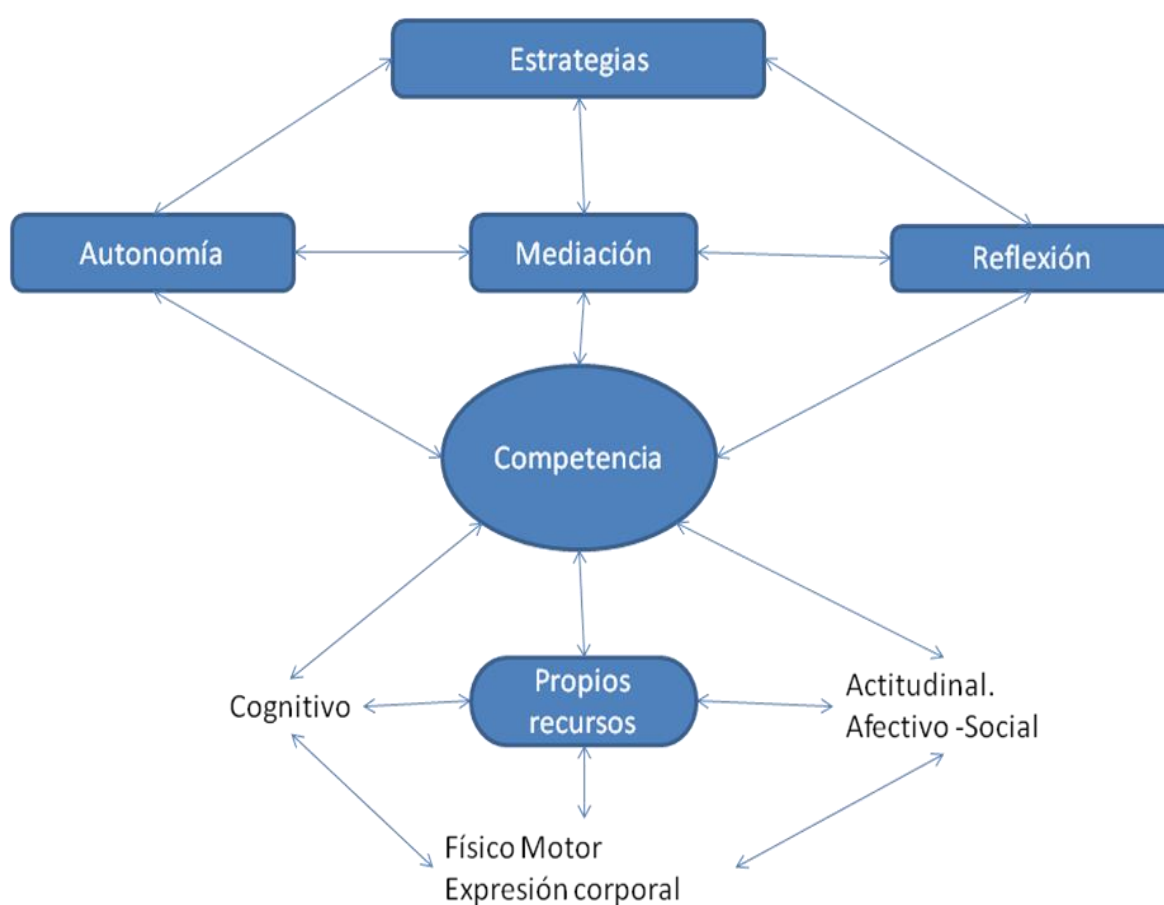 Estrategias
Autonomía
Mediación
Reflexión
Competencia
Cognitivo
Propios
recursos
Actitudinal.
Afectivo -Social
Físico Motor
Expresión corporal